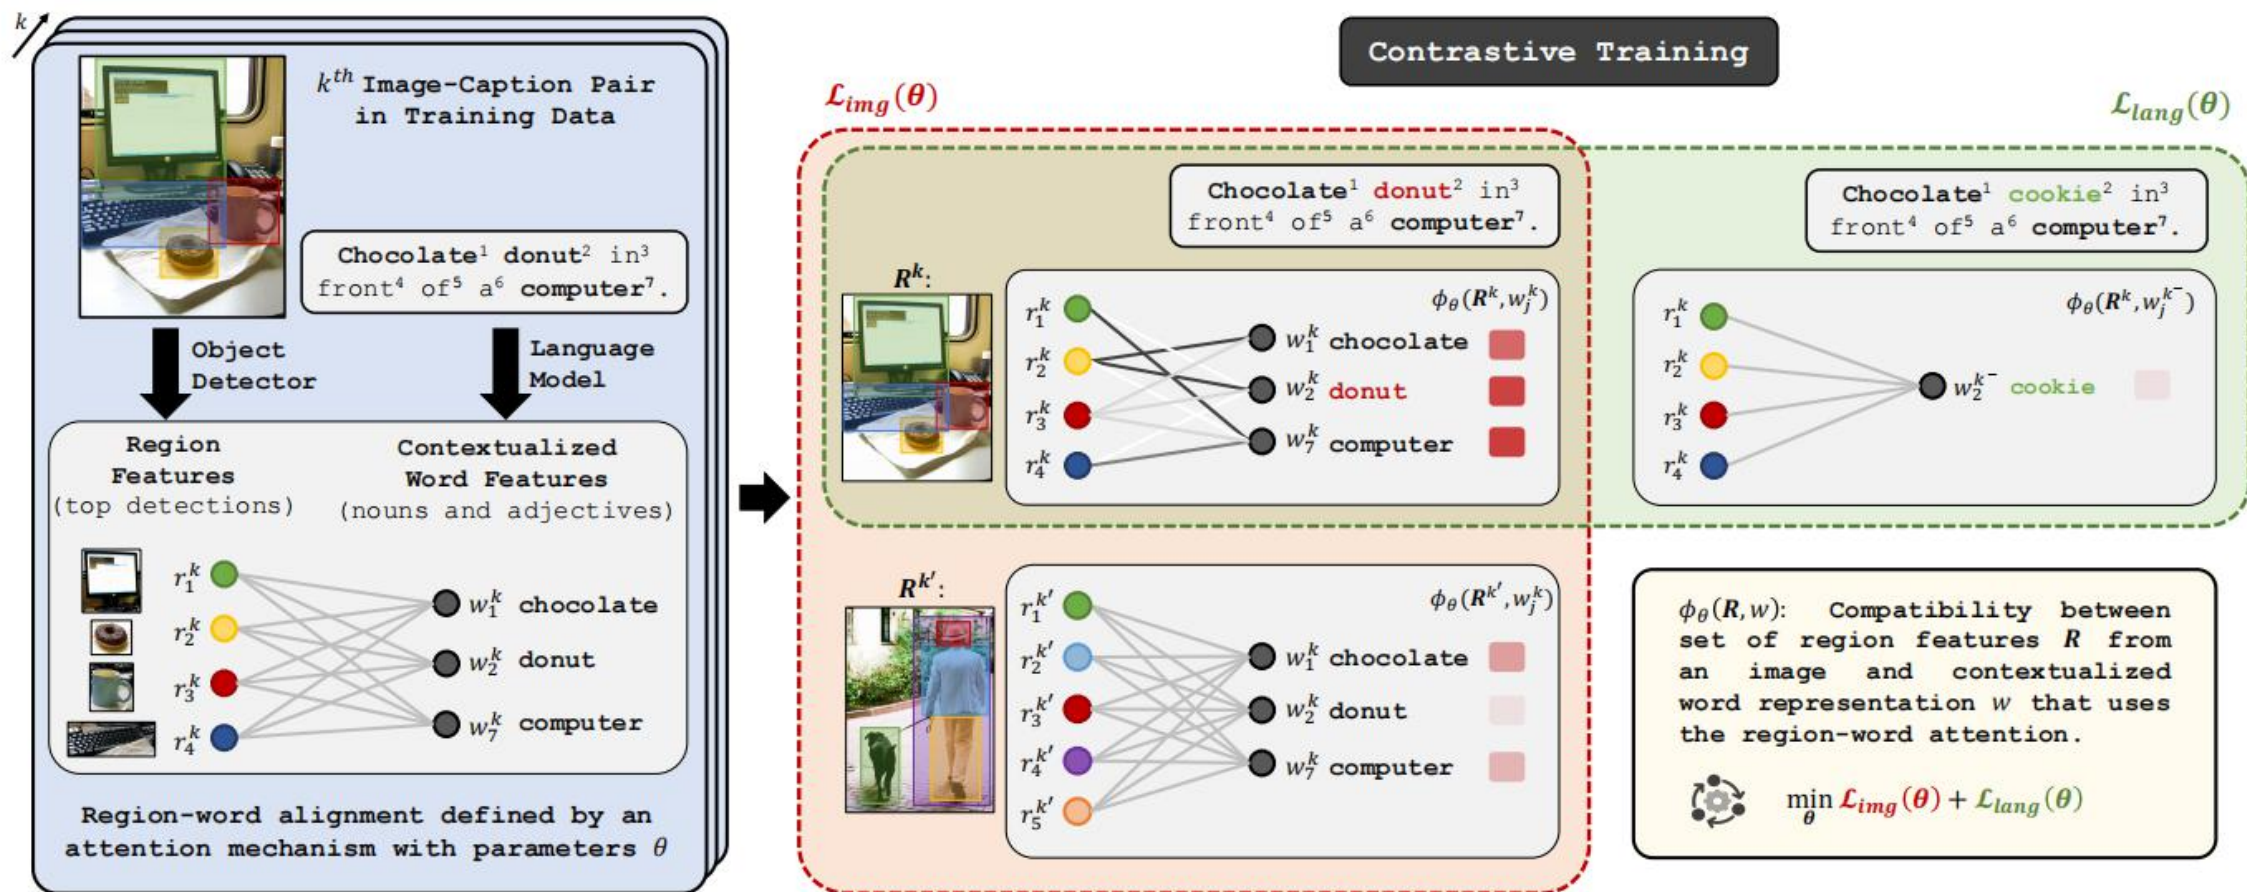 k
kᵗʰ Image-Caption Pair
in Training Data
Chocolate¹ donut² in³
front⁴ of⁵ a⁶ computer⁷.
Object
Detector
Language
Model
Region
Features
(top detections)
Contextualized
Word Features
(nouns and adjectives)
r₁ᵏ
r₂ᵏ
r₃ᵏ
r₄ᵏ
w₁ᵏ chocolate
w₂ᵏ donut
w₇ᵏ computer
Region-word alignment defined by an
attention mechanism with parameters θ
Contrastive Training
ℒimg(θ)
ℒlang(θ)
Chocolate¹ donut² in³
front⁴ of⁵ a⁶ computer⁷.
Rᵏ:
ϕθ(Rᵏ, wⱼᵏ)
r₁ᵏ
r₂ᵏ
r₃ᵏ
r₄ᵏ
w₁ᵏ chocolate
w₂ᵏ donut
w₇ᵏ computer
Chocolate¹ cookie² in³
front⁴ of⁵ a⁶ computer⁷.
ϕθ(Rᵏ, wⱼᵏ⁻)
r₁ᵏ
r₂ᵏ
r₃ᵏ
r₄ᵏ
w₂ᵏ⁻ cookie
Rᵏ′:
ϕθ(Rᵏ′, wⱼᵏ)
r₁ᵏ′
r₂ᵏ′
r₃ᵏ′
r₄ᵏ′
r₅ᵏ′
w₁ᵏ chocolate
w₂ᵏ donut
w₇ᵏ computer
ϕθ(R, w): Compatibility between
set of region features R from
an image and contextualized
word representation w that uses
the region-word attention.
min ℒimg(θ) + ℒlang(θ)
θ